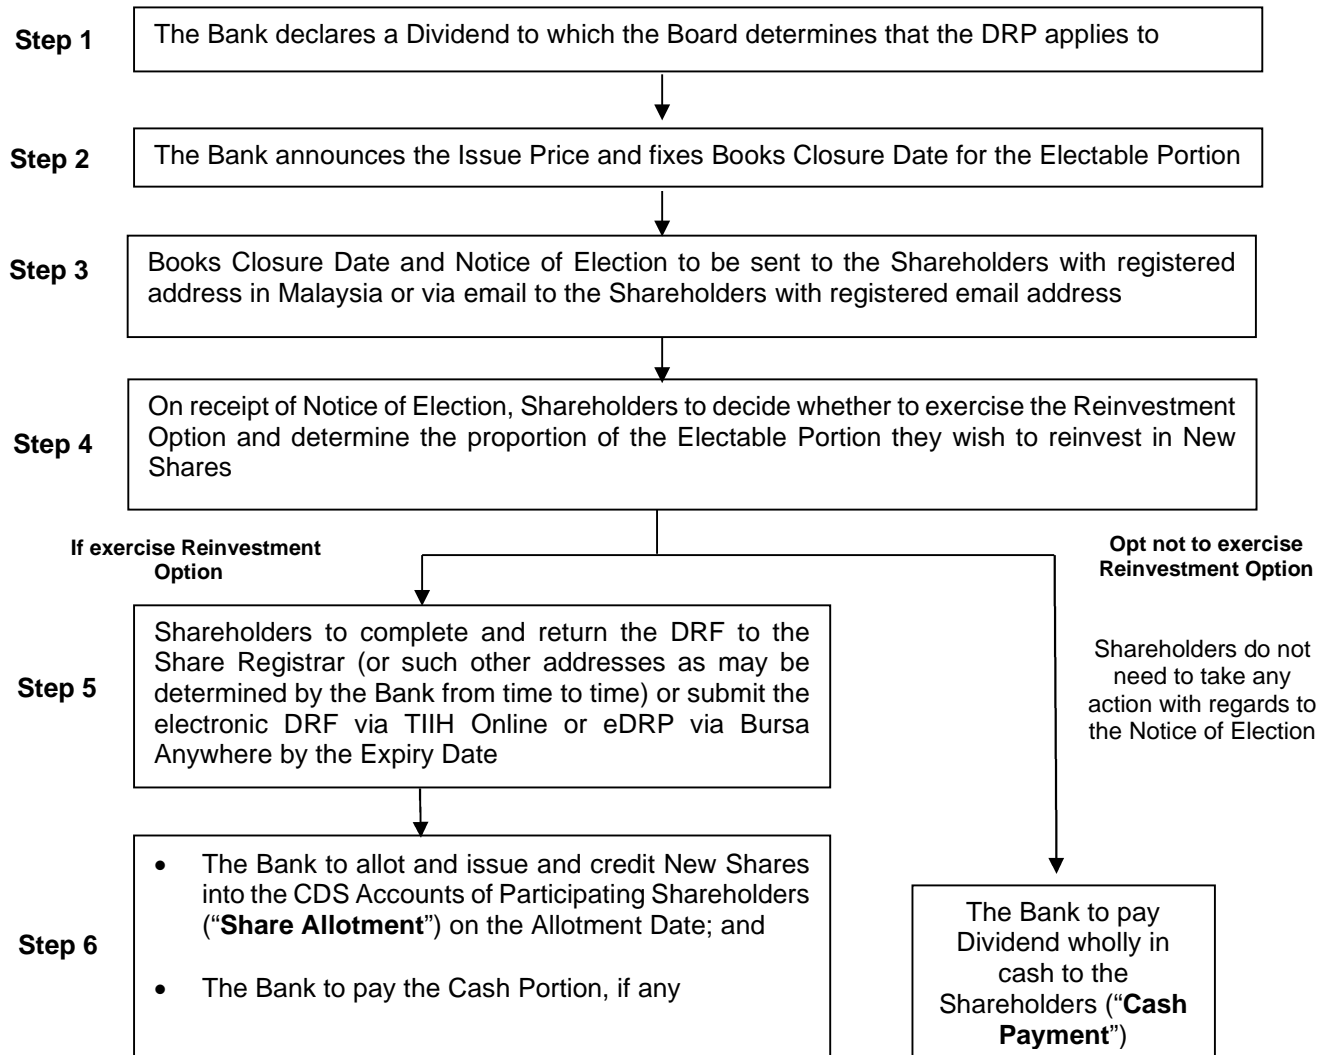 Step 1
The Bank declares a Dividend to which the Board determines that the DRP applies to
Step 2
The Bank announces the Issue Price and fixes Books Closure Date for the Electable Portion
Step 3
Books Closure Date and Notice of Election to be sent to the Shareholders with registered
address in Malaysia or via email to the Shareholders with registered email address
Step 4
On receipt of Notice of Election, Shareholders to decide whether to exercise the Reinvestment
Option and determine the proportion of the Electable Portion they wish to reinvest in New
Shares
If exercise Reinvestment
Option
Opt not to exercise
Reinvestment Option
Step 5
Shareholders to complete and return the DRF to the
Share Registrar (or such other addresses as may be
determined by the Bank from time to time) or submit the
electronic DRF via TIIH Online or eDRP via Bursa
Anywhere by the Expiry Date
Shareholders do not
need to take any
action with regards to
the Notice of Election
Step 6
• The Bank to allot and issue and credit New Shares
into the CDS Accounts of Participating Shareholders
(“Share Allotment”) on the Allotment Date; and
• The Bank to pay the Cash Portion, if any
The Bank to pay
Dividend wholly in
cash to the
Shareholders (“Cash
Payment”)